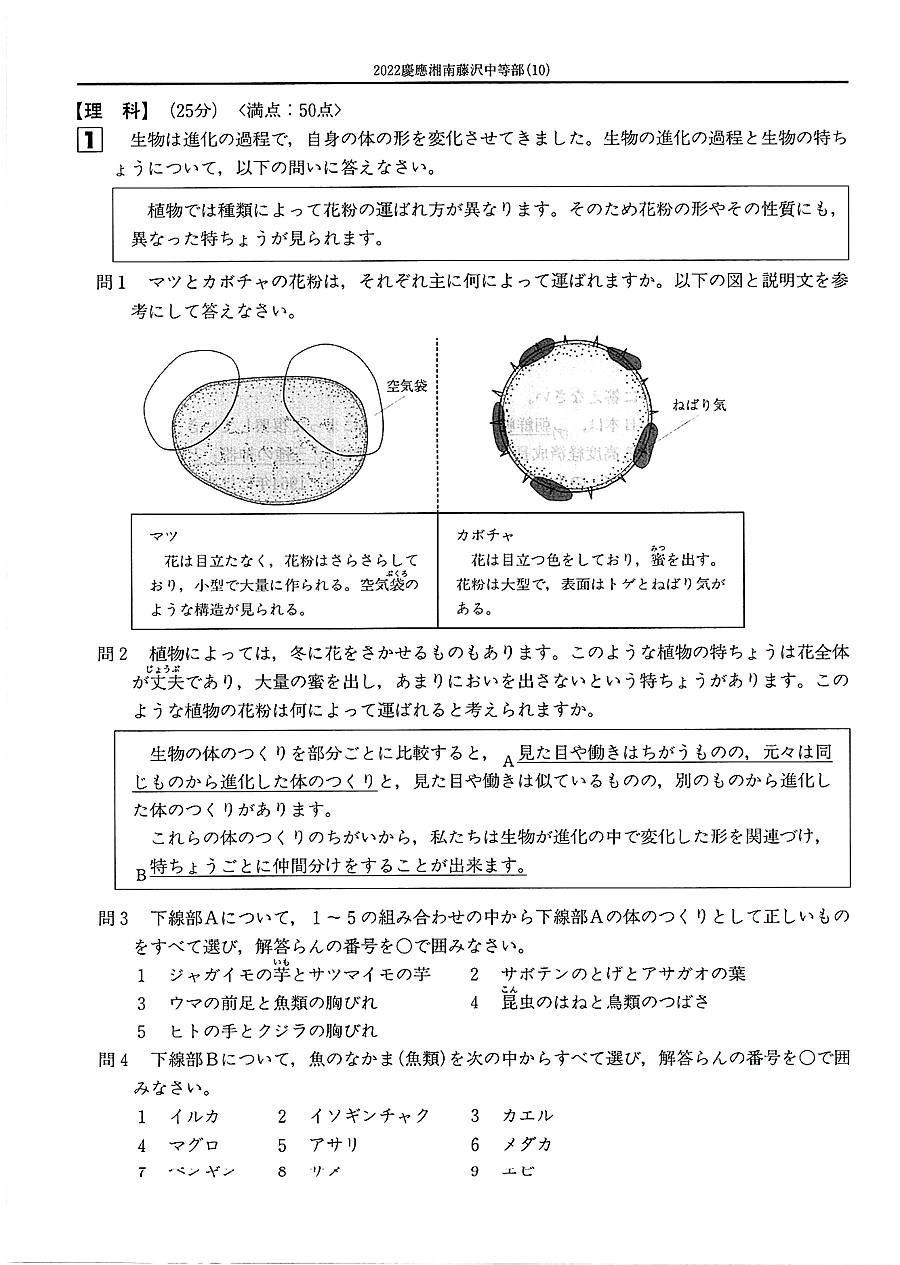 2022慶應湘南藤沢中等部(10)
【理 科】 (25分) 〈満点：50点〉
1 生物は進化の過程で，自身の体の形を変化させてきました。生物の進化の過程と生物の特ち
ょうについて，以下の問いに答えなさい。
植物では種類によって花粉の運ばれ方が異なります。そのため花粉の形やその性質にも，
異なった特ちょうが見られます。
問1 マツとカボチャの花粉は，それぞれ主に何によって運ばれますか。以下の図と説明文を参
考にして答えなさい。
空気袋
ねばり気
マツ
花は目立たなく，花粉はさらさらして
おり，小型で大量に作られる。空気袋の
ぶくろ
ような構造が見られる。
カボチャ
花は目立つ色をしており，蜜を出す。
みつ
花粉は大型で，表面はトゲとねばり気が
ある。
問2 植物によっては，冬に花をさかせるものもあります。このような植物の特ちょうは花全体
じょうぶ
が丈夫であり，大量の蜜を出し，あまりにおいを出さないという特ちょうがあります。この
ような植物の花粉は何によって運ばれると考えられますか。
生物の体のつくりを部分ごとに比較すると，A見た目や働きはちがうものの，元々は同
じものから進化した体のつくりと，見た目や働きは似ているものの，別のものから進化し
た体のつくりがあります。
これらの体のつくりのちがいから，私たちは生物が進化の中で変化した形を関連づけ，
B特ちょうごとに仲間分けをすることが出来ます。
問3 下線部Aについて，1～5の組み合わせの中から下線部Aの体のつくりとして正しいもの
をすべて選び，解答らんの番号を○で囲みなさい。
いも
1 ジャガイモの芋とサツマイモの芋 2 サボテンのとげとアサガオの葉
こん
3 ウマの前足と魚類の胸びれ 4 昆虫のはねと鳥類のつばさ
5 ヒトの手とクジラの胸びれ
問4 下線部Bについて，魚のなかま(魚類)を次の中からすべて選び，解答らんの番号を○で囲
みなさい。
1 イルカ 2 イソギンチャク 3 カエル
4 マグロ 5 アサリ 6 メダカ
7 ペンギン 8 サメ 9 エビ